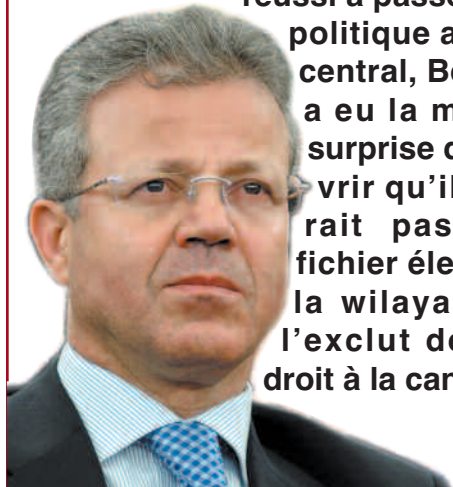 réussi à passe
politique a
central, Be
a eu la m
surprise d
vrir qu'il
rait pas
fichier éle
la wilaya
l'exclut de
droit à la can